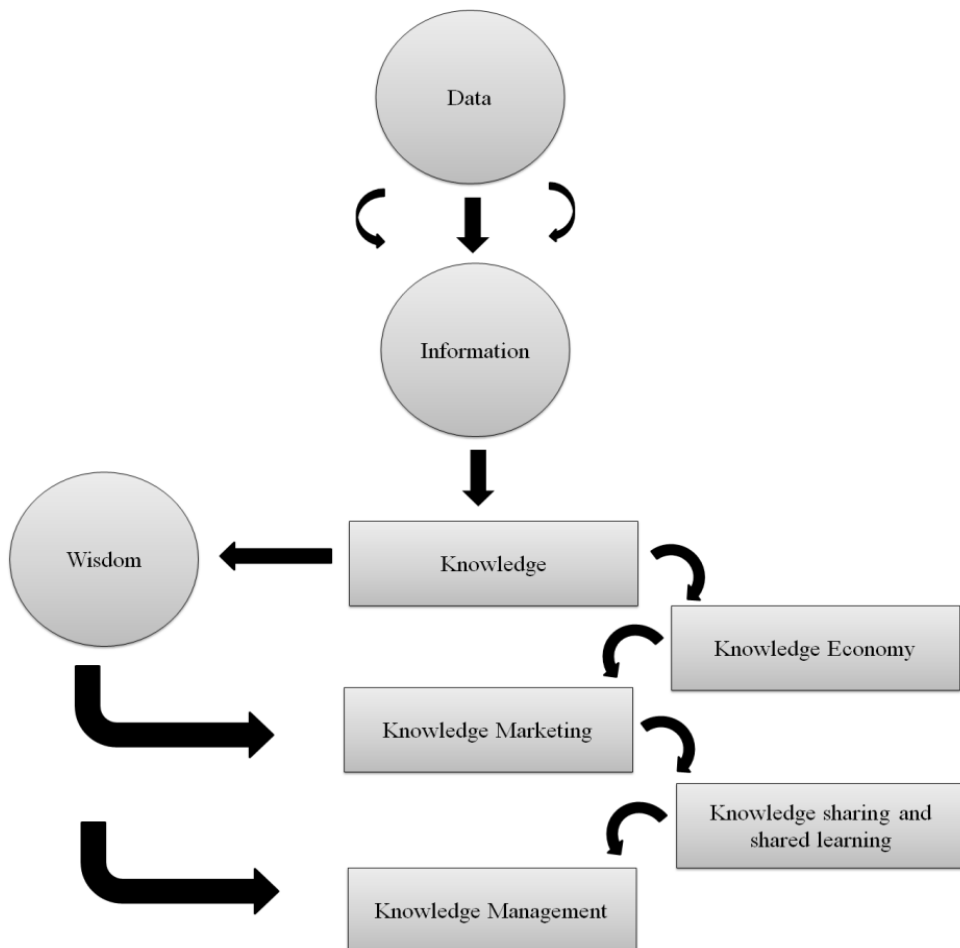 Data
Information
Wisdom
Knowledge
Knowledge Economy
Knowledge Marketing
Knowledge sharing and
shared learning
Knowledge Management